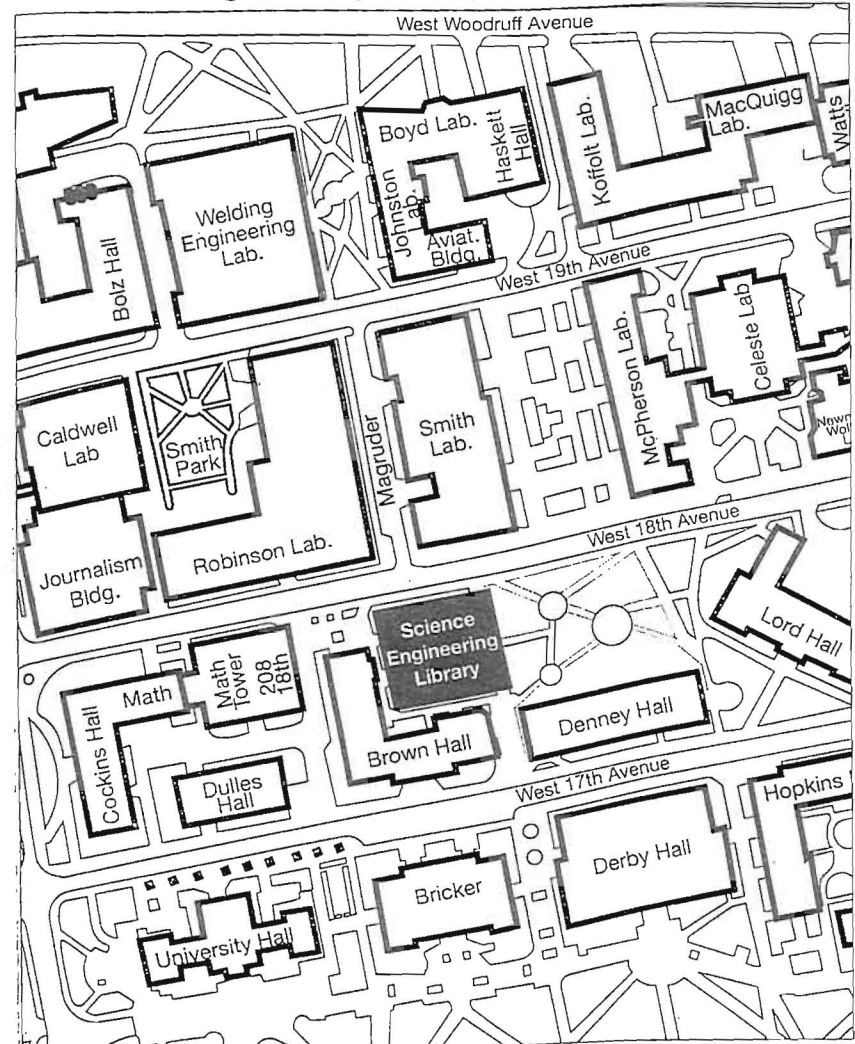 West Woodruff Avenue
Boyd Lab.
Haskett
Hall
Koffolt Lab.
MacQuigg
Lab.
Watts
Johnston
Lab.
Aviat.
Bldg.
Welding
Engineering
Lab.
Bolz Hall
West 19th Avenue
Caldwell
Lab
Smith
Park
Magruder
Smith
Lab.
McPherson Lab.
Celeste Lab
Robinson Lab.
Journalism
Bldg.
West 18th Avenue
Science
Engineering
Library
Lord Hall
Math
Math
Tower
208
18th
Cockins Hall
Brown Hall
Denney Hall
Dulles
Hall
West 17th Avenue
Hopkins
Derby Hall
Bricker
University Hall